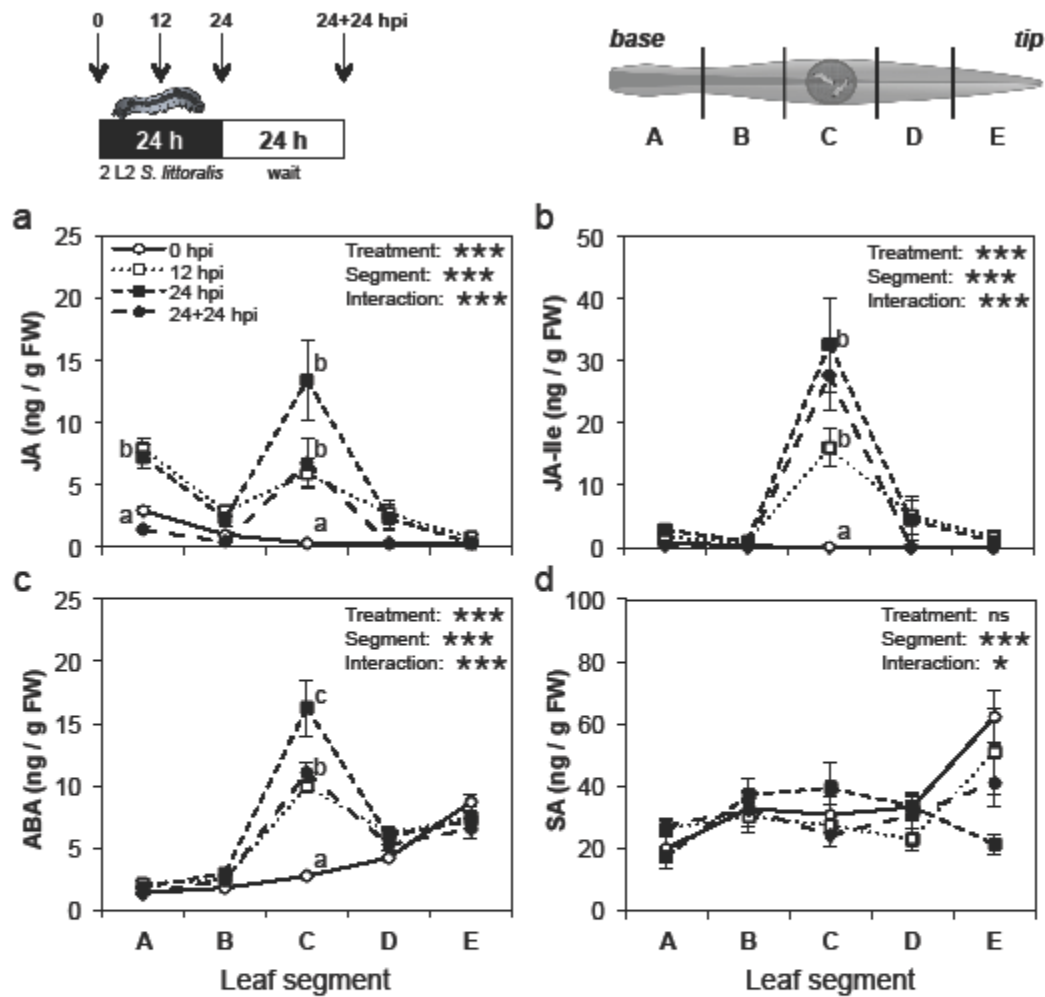 0 12 24 24+24 hpi
24 h 24 h
2 L2 S. littoralis wait
base tip
A B C D E
a
25
20
15
10
5
0
JA (ng / g FW)
0 hpi
12 hpi
24 hpi
24+24 hpi
Treatment: ★★★
Segment: ★★★
Interaction: ★★★
b
b
b
a
a
b
50
40
30
20
10
0
JA-Ile (ng / g FW)
Treatment: ★★★
Segment: ★★★
Interaction: ★★★
b
b
a
c
25
20
15
10
5
0
ABA (ng / g FW)
Treatment: ★★★
Segment: ★★★
Interaction: ★★★
c
b
a
A B C D E
Leaf segment
d
100
80
60
40
20
0
SA (ng / g FW)
Treatment: ns
Segment: ★★★
Interaction: ★
A B C D E
Leaf segment